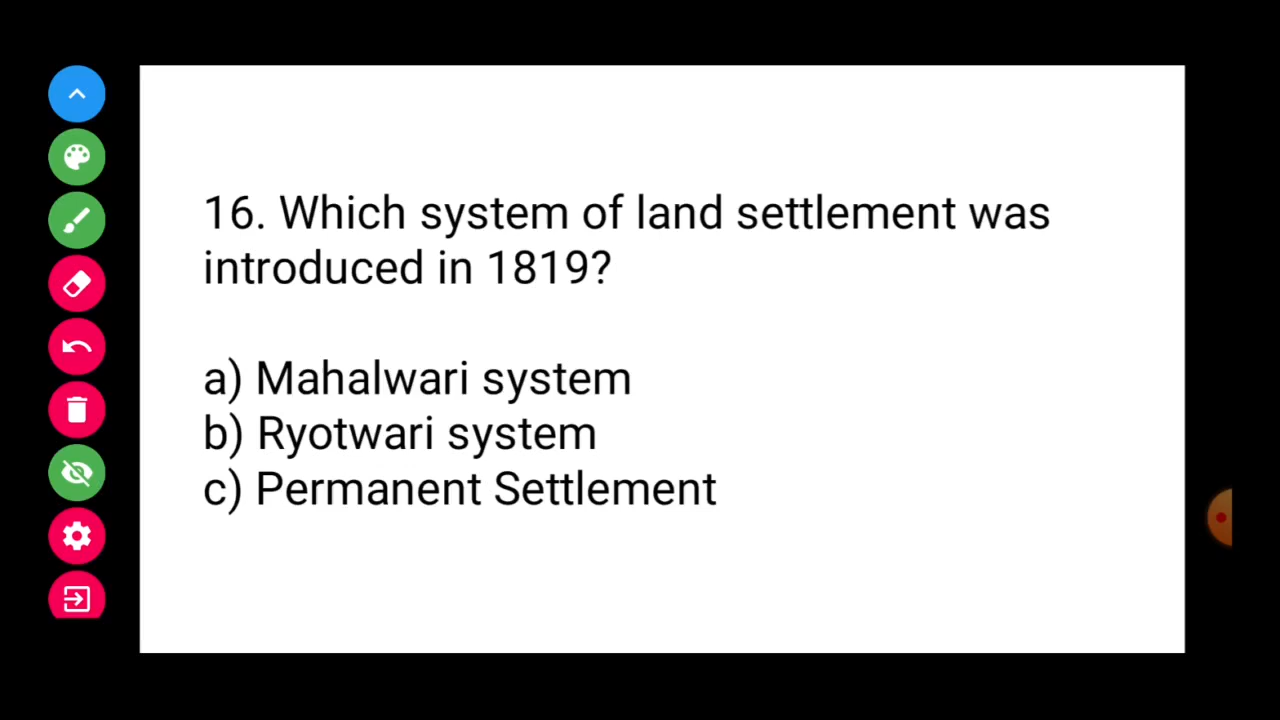 16. Which system of land settlement was
introduced in 1819?
a) Mahalwari system
b) Ryotwari system
c) Permanent Settlement